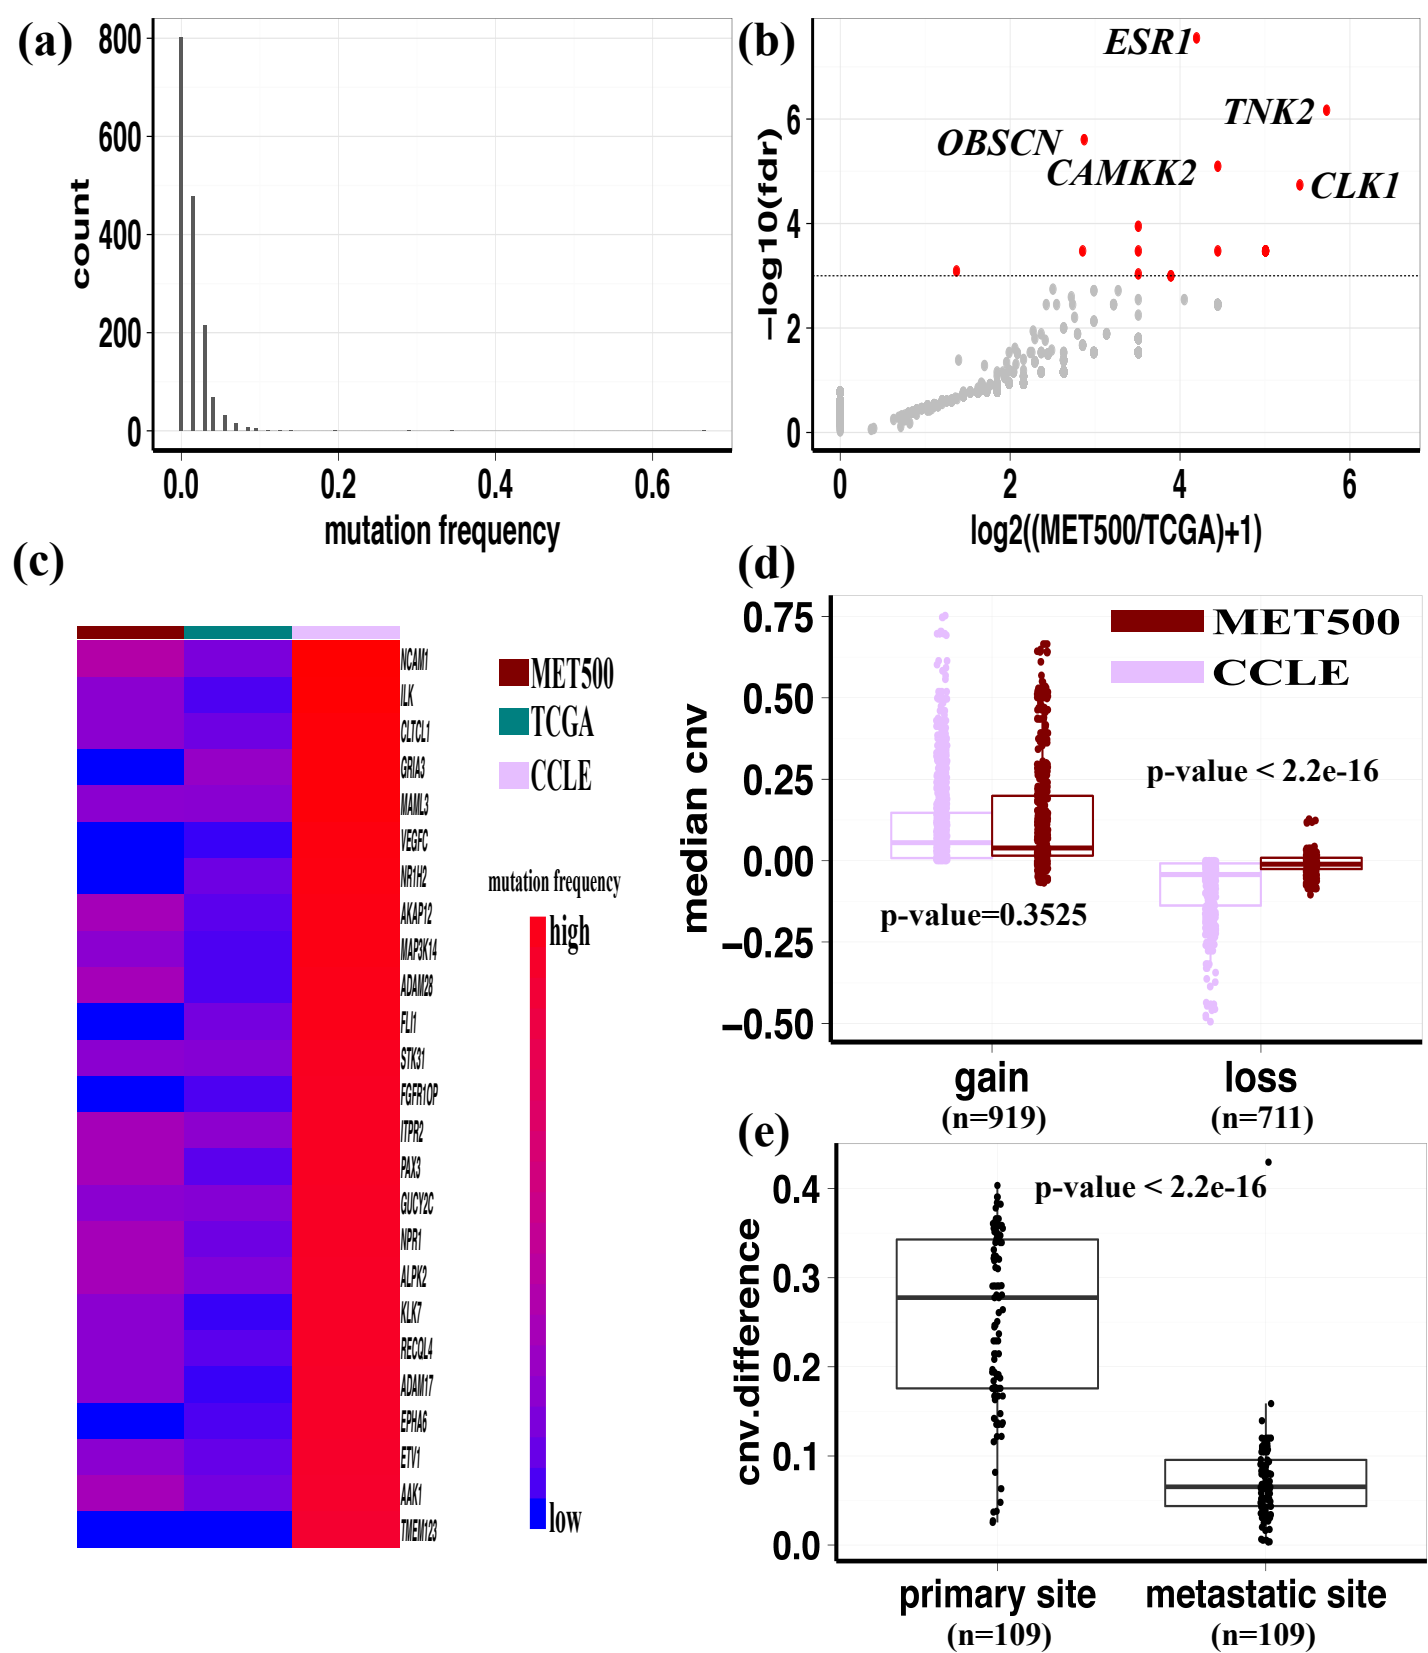 (a)
800
600
400
200
0
count
0.0 0.2 0.4 0.6
mutation frequency
(b)
ESR1
TNK2
OBSCN
CAMKK2
CLK1
6
4
2
0
−log10(fdr)
0 2 4 6
log2((MET500/TCGA)+1)
(c)
NCAM1
ILK
CLTCL1
GRIA3
MAML3
VEGFC
NR1H2
AKAP12
MAP3K14
ADAM28
FLI1
STK31
FGFR1OP
ITPR2
PAX3
GUCY2C
NPR1
ALPK2
KLK7
RECQL4
ADAM17
EPHA6
ETV1
AAK1
TMEM123
MET500
TCGA
CCLE
mutation frequency
high
low
(d)
0.75
0.50
0.25
0.00
−0.25
−0.50
median cnv
MET500
CCLE
p-value < 2.2e-16
p-value=0.3525
gain loss
(n=919) (n=711)
(e)
0.4
0.3
0.2
0.1
0.0
cnv.difference
p-value < 2.2e-16
primary site metastatic site
(n=109) (n=109)